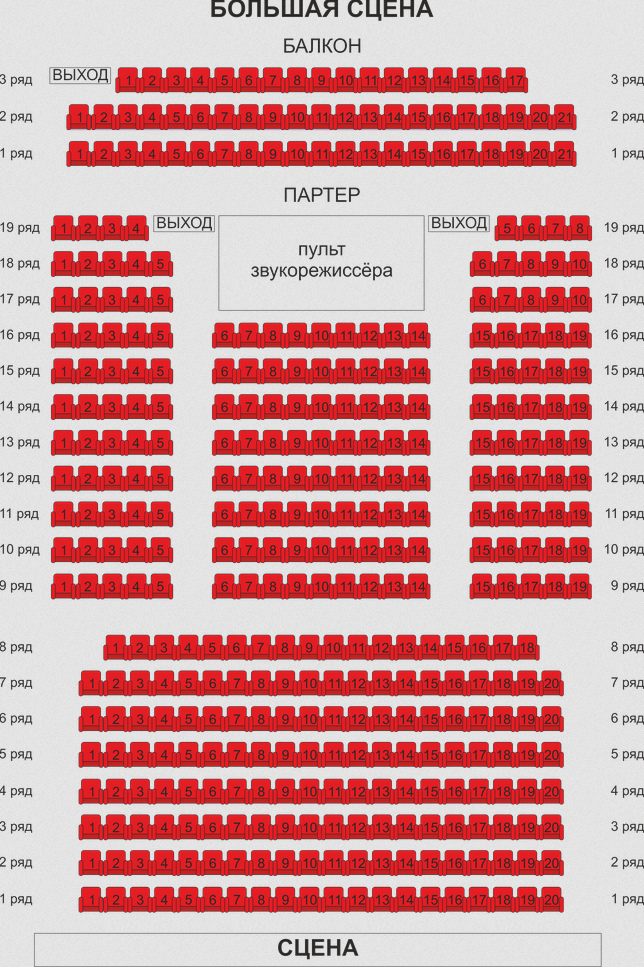 БОЛЬШАЯ СЦЕНА
БАЛКОН
3 ряд ВЫХОД 1 2 3 4 5 6 7 8 9 10 11 12 13 14 15 16 17 3 ряд
2 ряд 1 2 3 4 5 6 7 8 9 10 11 12 13 14 15 16 17 18 19 20 21 2 ряд
1 ряд 1 2 3 4 5 6 7 8 9 10 11 12 13 14 15 16 17 18 19 20 21 1 ряд
ПАРТЕР
19 ряд 1 2 3 4 ВЫХОД ВЫХОД 5 6 7 8 19 ряд
пульт
звукорежиссёра
18 ряд 1 2 3 4 5 6 7 8 9 10 18 ряд
17 ряд 1 2 3 4 5 6 7 8 9 10 17 ряд
16 ряд 1 2 3 4 5 6 7 8 9 10 11 12 13 14 15 16 17 18 19 16 ряд
15 ряд 1 2 3 4 5 6 7 8 9 10 11 12 13 14 15 16 17 18 19 15 ряд
14 ряд 1 2 3 4 5 6 7 8 9 10 11 12 13 14 15 16 17 18 19 14 ряд
13 ряд 1 2 3 4 5 6 7 8 9 10 11 12 13 14 15 16 17 18 19 13 ряд
12 ряд 1 2 3 4 5 6 7 8 9 10 11 12 13 14 15 16 17 18 19 12 ряд
11 ряд 1 2 3 4 5 6 7 8 9 10 11 12 13 14 15 16 17 18 19 11 ряд
10 ряд 1 2 3 4 5 6 7 8 9 10 11 12 13 14 15 16 17 18 19 10 ряд
9 ряд 1 2 3 4 5 6 7 8 9 10 11 12 13 14 15 16 17 18 19 9 ряд
8 ряд 1 2 3 4 5 6 7 8 9 10 11 12 13 14 15 16 17 18 8 ряд
7 ряд 1 2 3 4 5 6 7 8 9 10 11 12 13 14 15 16 17 18 19 20 7 ряд
6 ряд 1 2 3 4 5 6 7 8 9 10 11 12 13 14 15 16 17 18 19 20 6 ряд
5 ряд 1 2 3 4 5 6 7 8 9 10 11 12 13 14 15 16 17 18 19 20 5 ряд
4 ряд 1 2 3 4 5 6 7 8 9 10 11 12 13 14 15 16 17 18 19 20 4 ряд
3 ряд 1 2 3 4 5 6 7 8 9 10 11 12 13 14 15 16 17 18 19 20 3 ряд
2 ряд 1 2 3 4 5 6 7 8 9 10 11 12 13 14 15 16 17 18 19 20 2 ряд
1 ряд 1 2 3 4 5 6 7 8 9 10 11 12 13 14 15 16 17 18 19 20 1 ряд
СЦЕНА